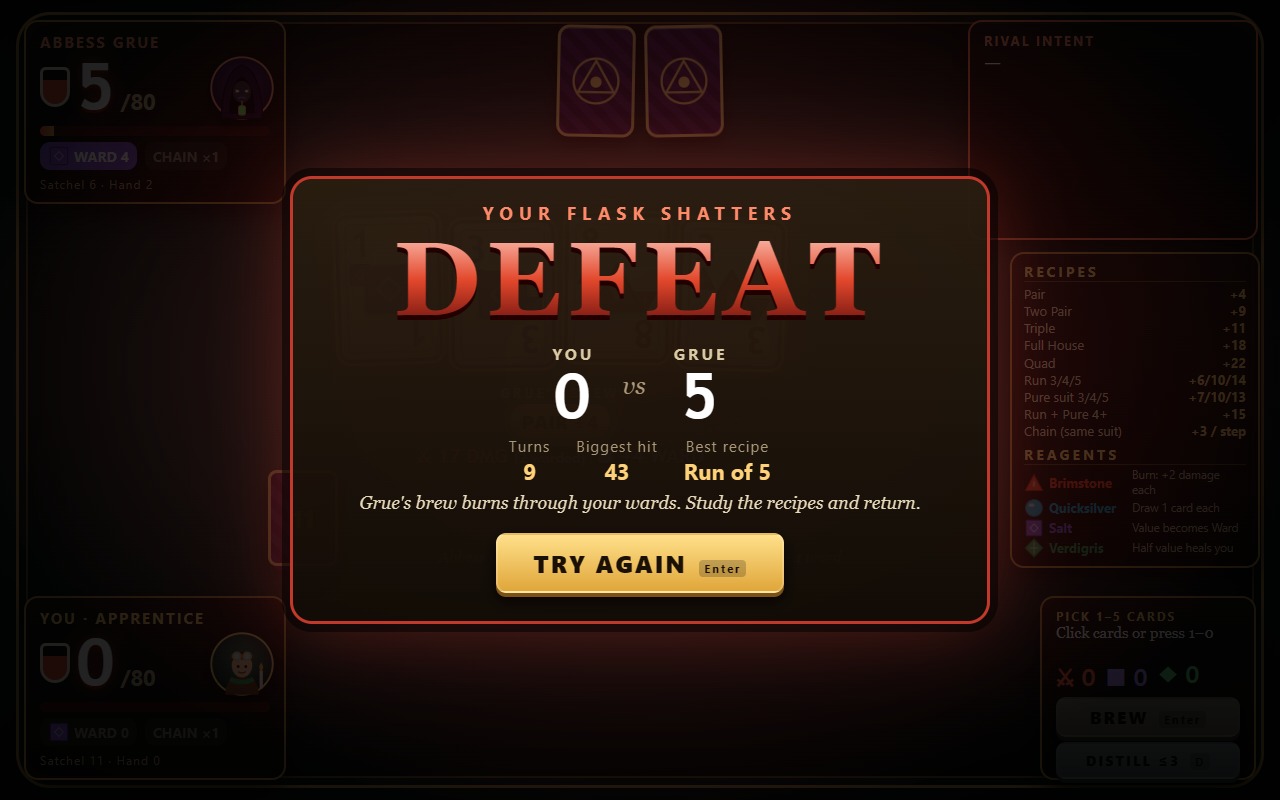 ABBESS GRUE
5 /80
WARD 4 CHAIN ×1
Satchel 6 · Hand 2
RIVAL INTENT
—
YOUR FLASK SHATTERS
DEFEAT
YOU vs GRUE
0 5
Turns Biggest hit Best recipe
9 43 Run of 5
Grue's brew burns through your wards. Study the recipes and return.
TRY AGAIN Enter
RECIPES
Pair +4
Two Pair +9
Triple +11
Full House +18
Quad +22
Run 3/4/5 +6/10/14
Pure suit 3/4/5 +7/10/13
Run + Pure 4+ +15
Chain (same suit) +3 / step
REAGENTS
Brimstone Burn: +2 damage each
Quicksilver Draw 1 card each
Salt Value becomes Ward
Verdigris Half value heals you
YOU · APPRENTICE
0 /80
WARD 0 CHAIN ×1
Satchel 11 · Hand 0
PICK 1–5 CARDS
Click cards or press 1–0
0 0 0
BREW Enter
DISTILL ≤3 D